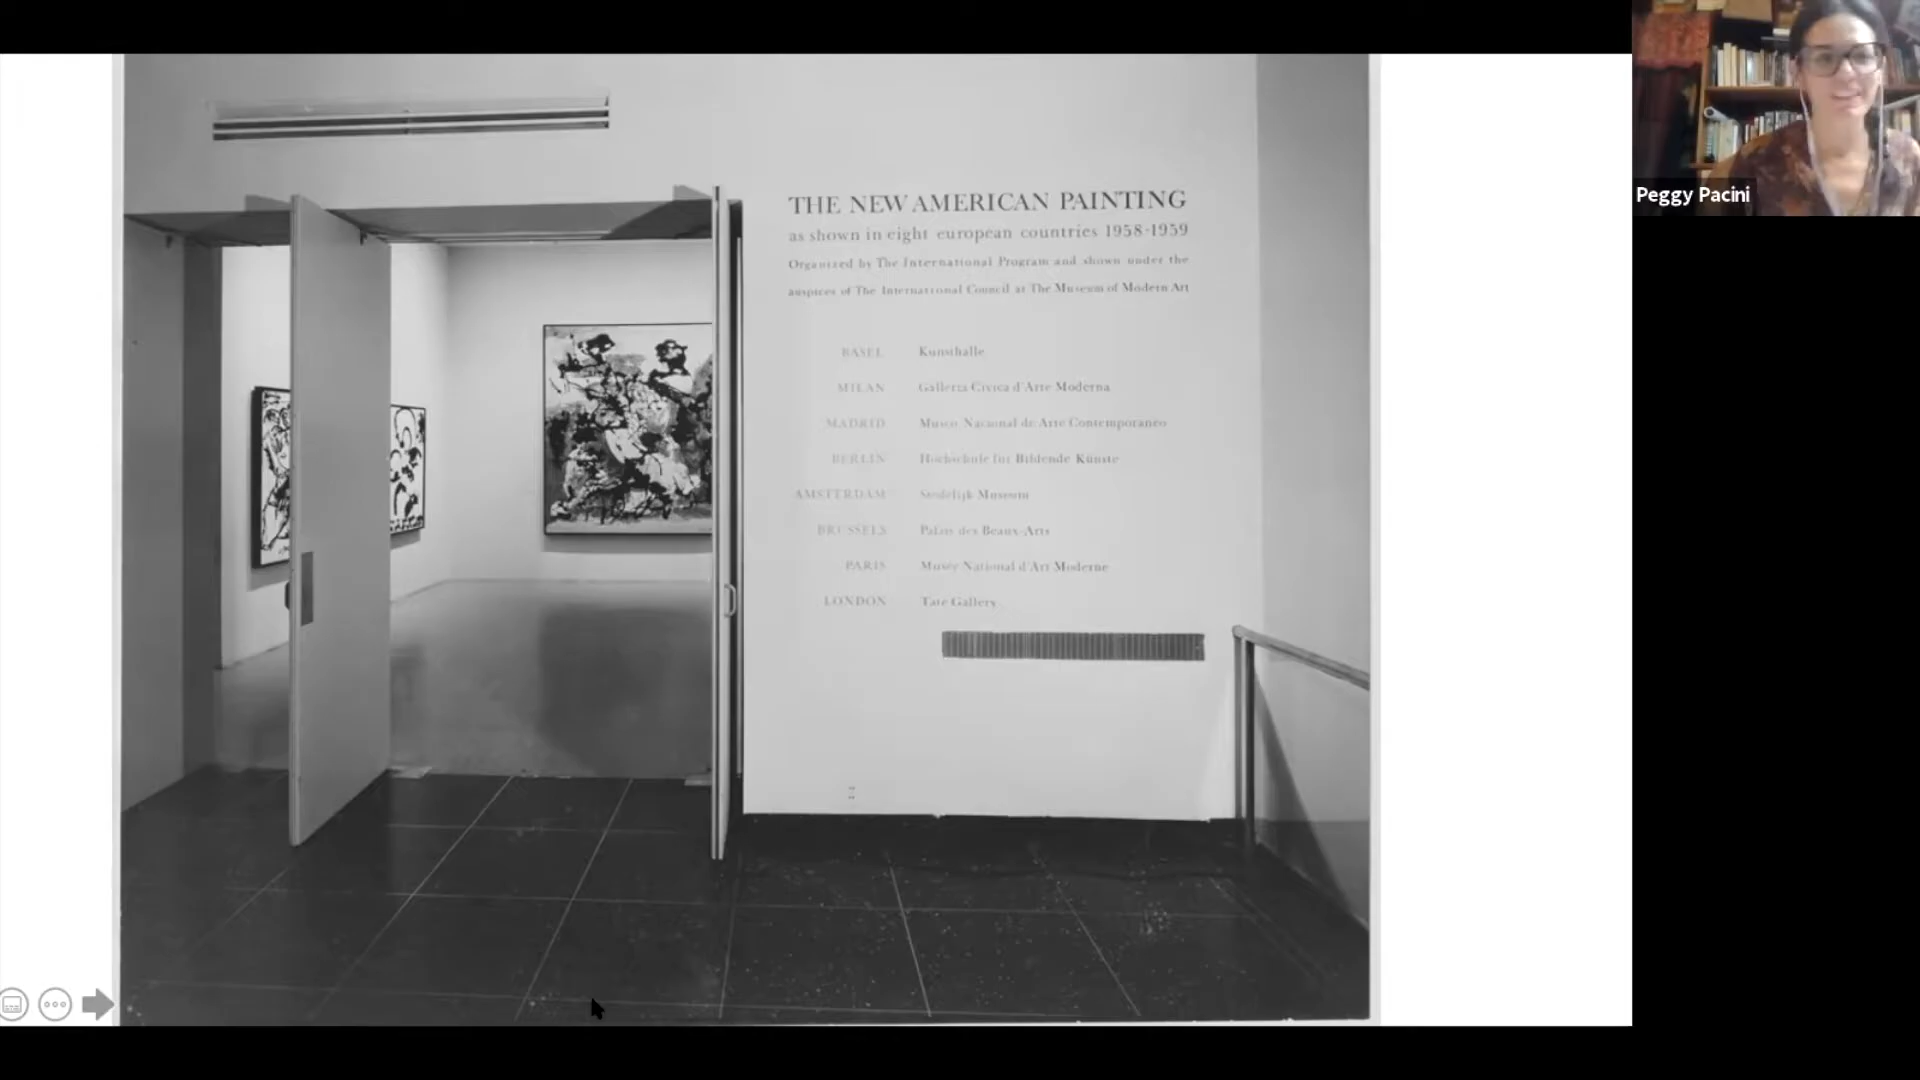 THE NEW AMERICAN PAINTING
as shown in eight european countries 1958-1959
Organized by The International Program and shown under the
auspices of The International Council at The Museum of Modern Art
BASEL Kunsthalle
MILAN Galleria Civica d'Arte Moderna
MADRID Museo Nacional de Arte Contemporaneo
BERLIN Hochschule für Bildende Künste
AMSTERDAM Stedelijk Museum
BRUSSELS Palais des Beaux-Arts
PARIS Musée National d'Art Moderne
LONDON Tate Gallery
Peggy Pacini